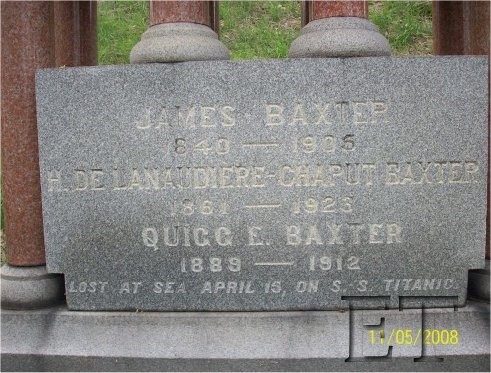 JAMES BAXTER
1840 — 1905
H. DE LANAUDIERE-CHAPUT BAXTER
1861 — 1923
QUIGG E. BAXTER
1889 — 1912
LOST AT SEA APRIL 15, ON S.S. TITANIC.
ET
11/05/2008